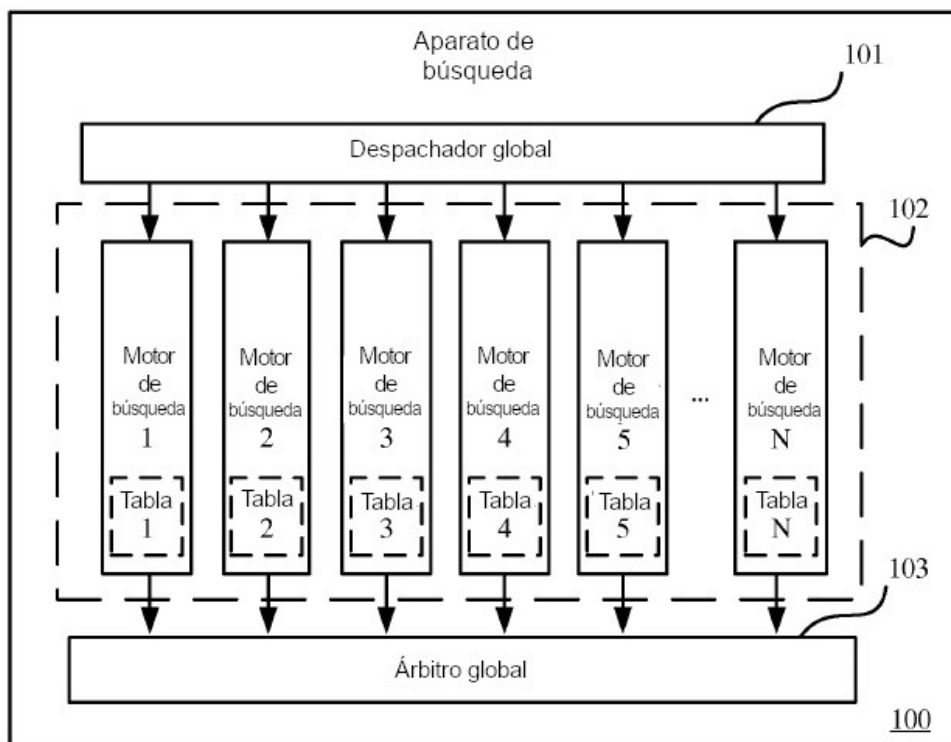 Aparato de
búsqueda
101
Despachador global
102
Motor
de
búsqueda
1
Tabla
1
Motor
de
búsqueda
2
Tabla
2
Motor
de
búsqueda
3
Tabla
3
Motor
de
búsqueda
4
Tabla
4
Motor
de
búsqueda
5
Tabla
5
...
Motor
de
búsqueda
N
Tabla
N
103
Árbitro global
100